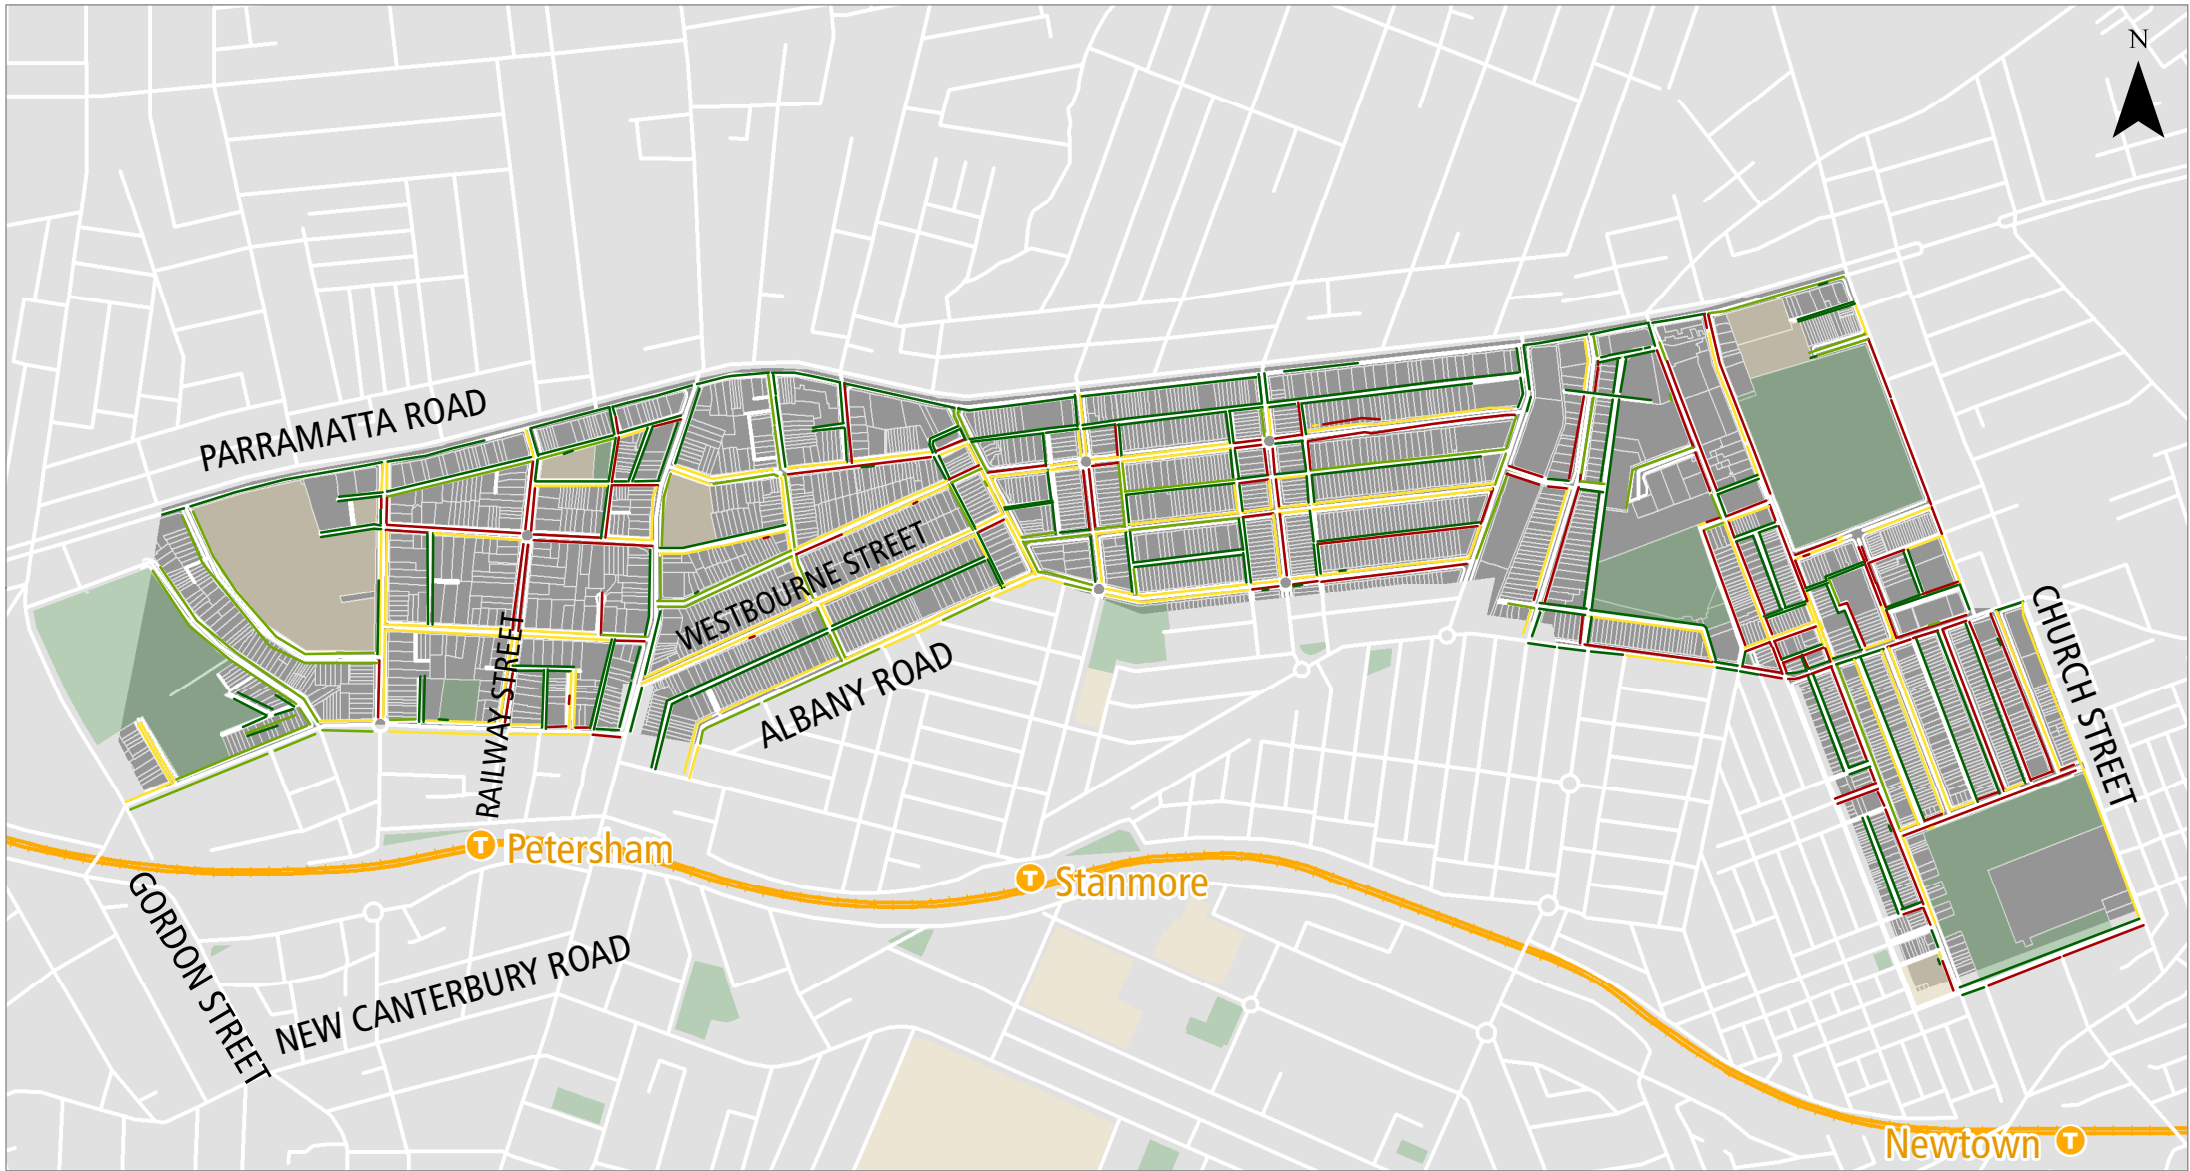 N
PARRAMATTA ROAD
WESTBOURNE STREET
CHURCH STREET
RAILWAY STREET
ALBANY ROAD
T Petersham
T Stanmore
GORDON STREET
NEW CANTERBURY ROAD
Newtown T